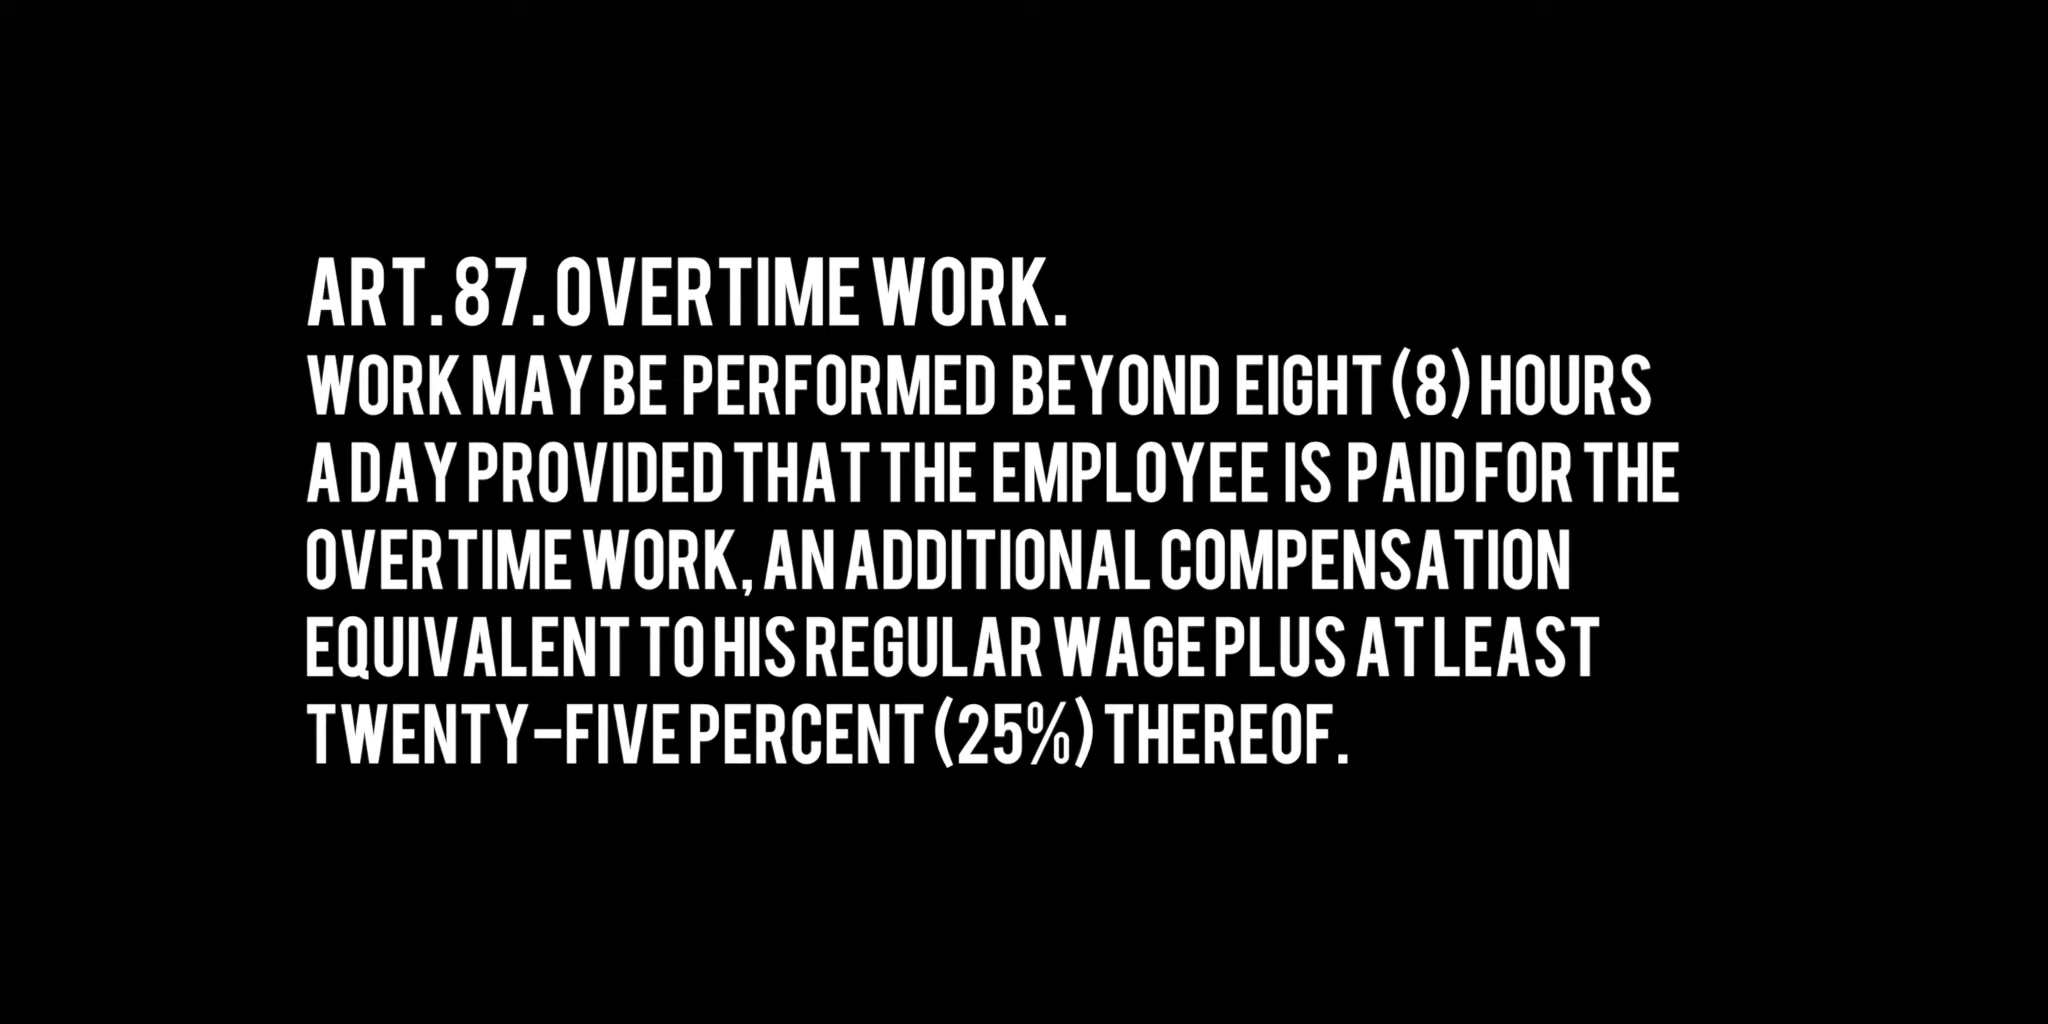 ART. 87. OVERTIME WORK.
WORK MAY BE PERFORMED BEYOND EIGHT (8) HOURS
A DAY PROVIDED THAT THE EMPLOYEE IS PAID FOR THE
OVERTIME WORK, AN ADDITIONAL COMPENSATION
EQUIVALENT TO HIS REGULAR WAGE PLUS AT LEAST
TWENTY-FIVE PERCENT (25%) THEREOF.